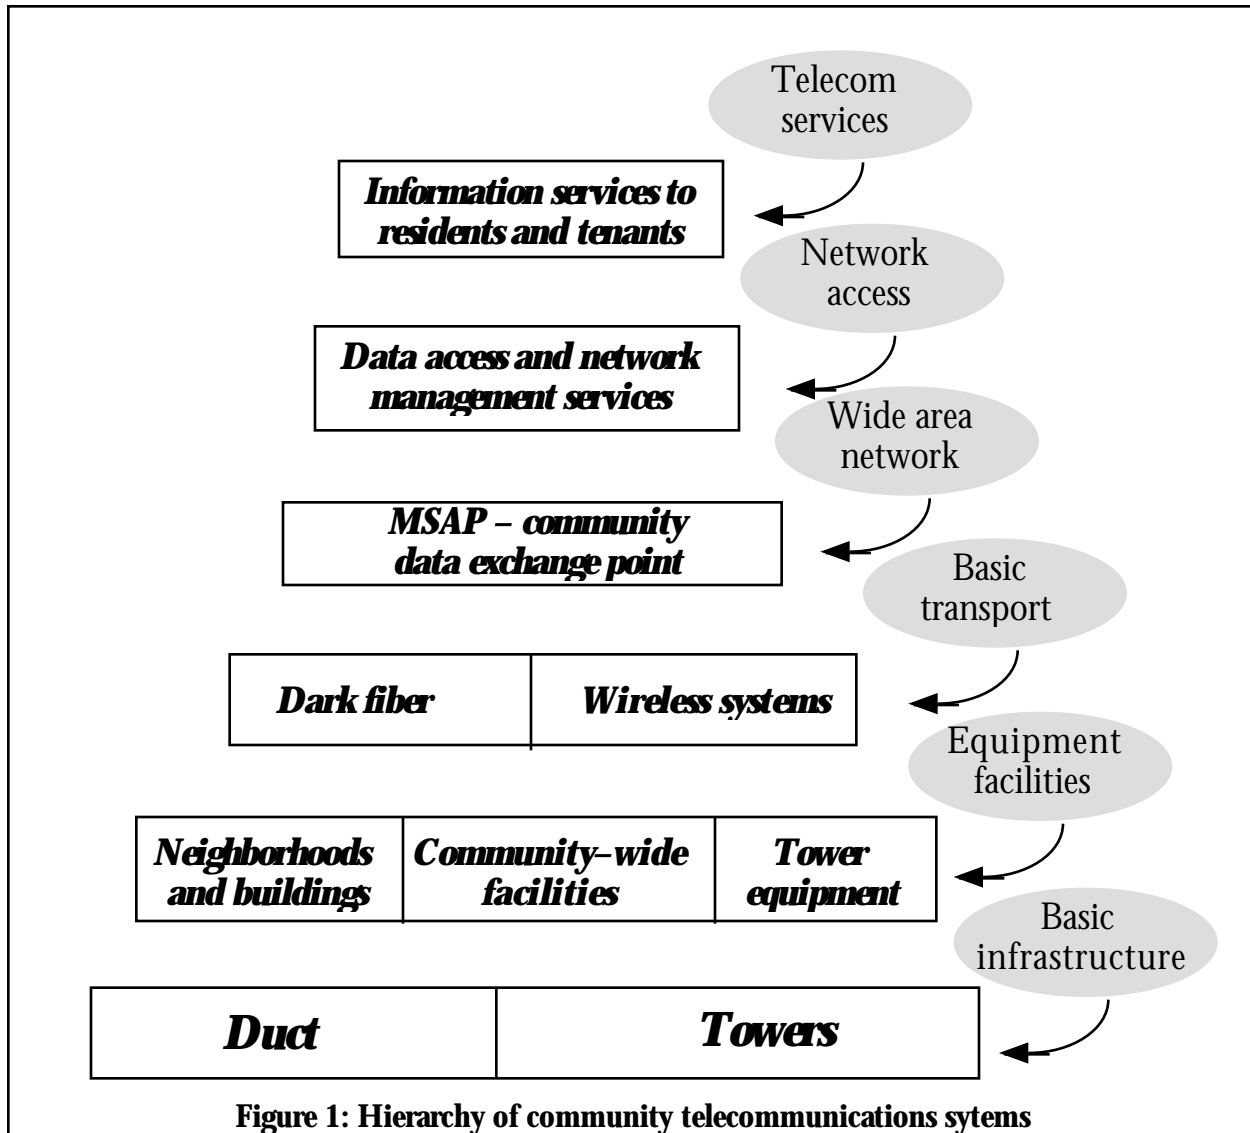 Telecom
services
Information services to
residents and tenants
Network
access
Data access and network
management services
Wide area
network
MSAP – community
data exchange point
Basic
transport
Dark fiber
Wireless systems
Equipment
facilities
Neighborhoods
and buildings
Community–wide
facilities
Tower
equipment
Basic
infrastructure
Duct
Towers
Figure 1: Hierarchy of community telecommunications sytems